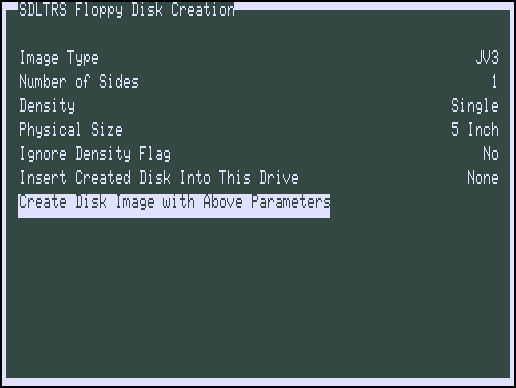 SDLTRS Floppy Disk Creation
Image Type JV3
Number of Sides 1
Density Single
Physical Size 5 Inch
Ignore Density Flag No
Insert Created Disk Into This Drive None
Create Disk Image with Above Parameters